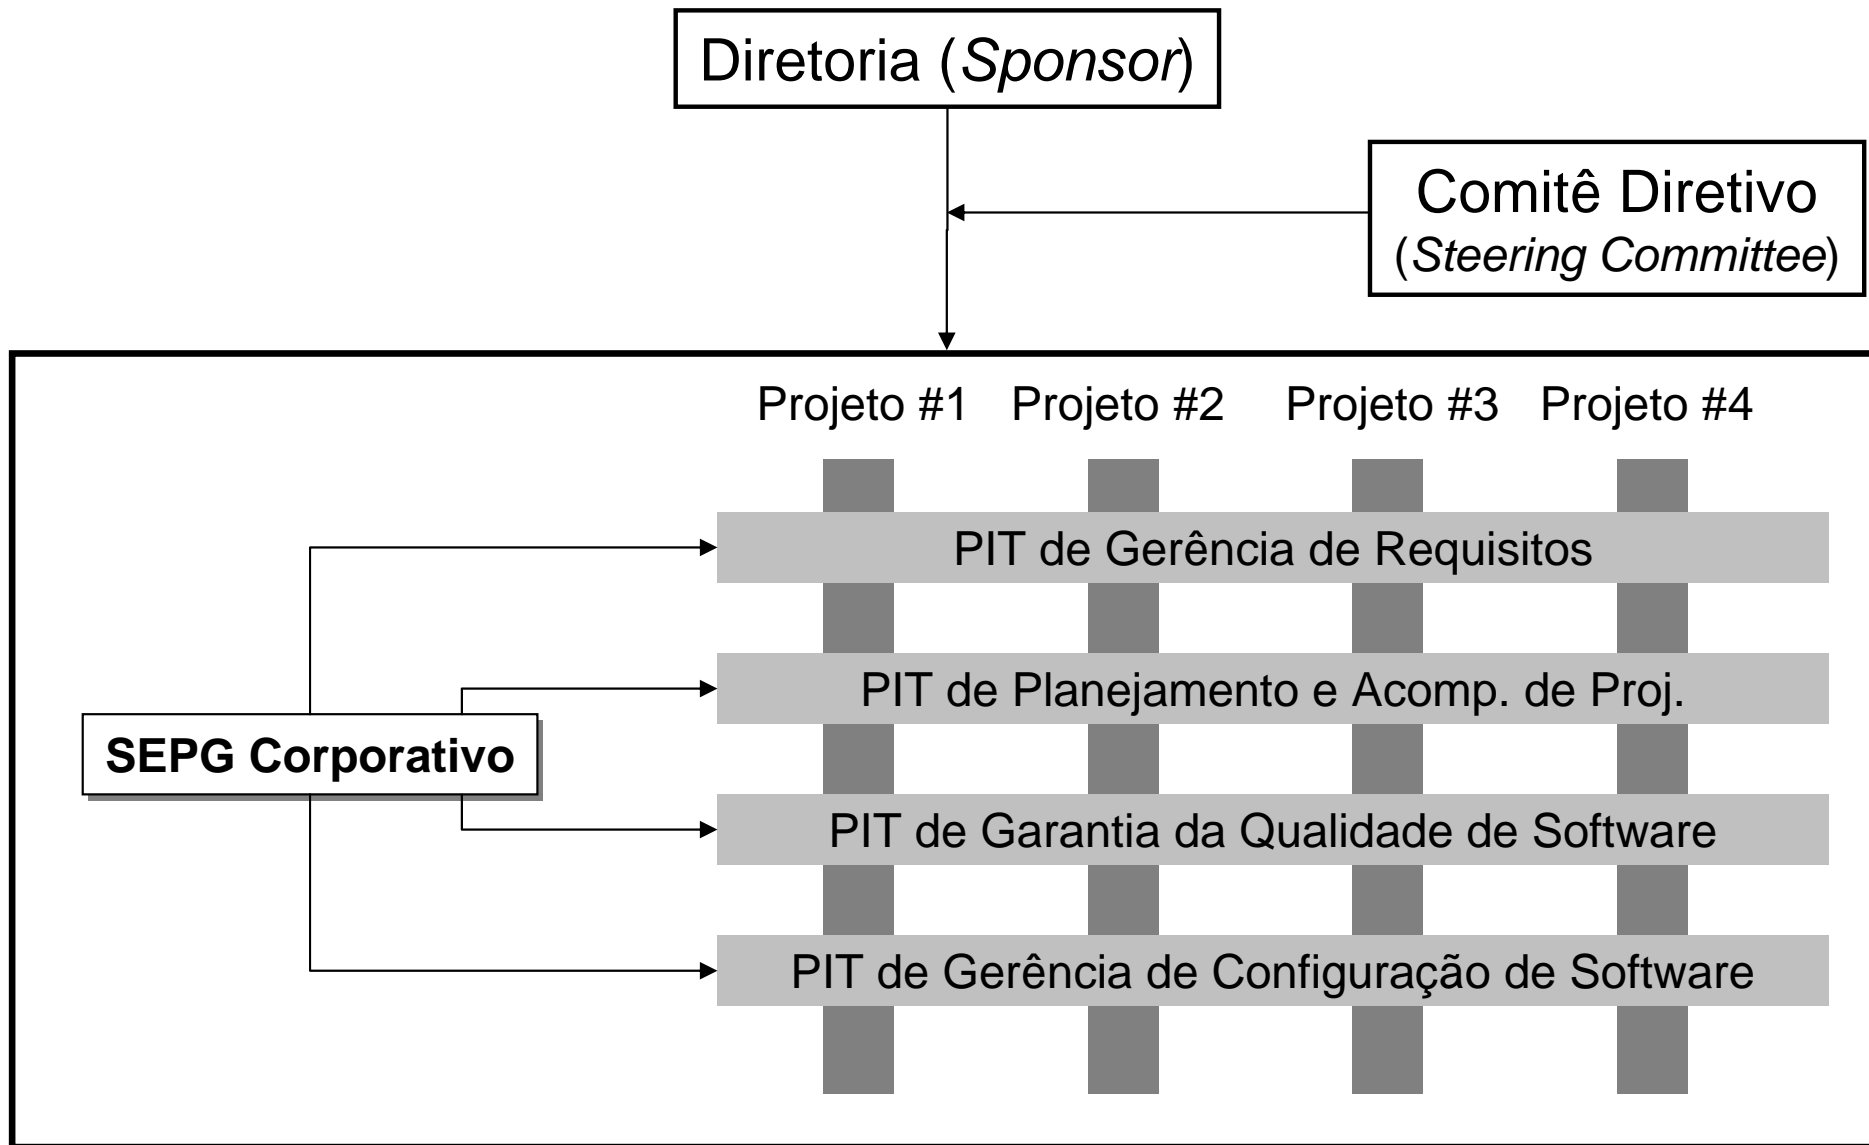 Diretoria (Sponsor)
Comitê Diretivo
(Steering Committee)
Projeto #1 Projeto #2 Projeto #3 Projeto #4
PIT de Gerência de Requisitos
PIT de Planejamento e Acomp. de Proj.
SEPG Corporativo
PIT de Garantia da Qualidade de Software
PIT de Gerência de Configuração de Software